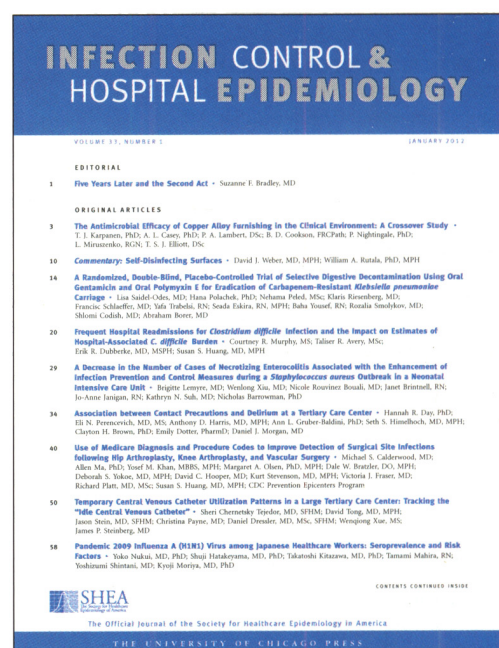 INFECTION CONTROL &
HOSPITAL EPIDEMIOLOGY
VOLUME 33, NUMBER 1 JANUARY 2012
EDITORIAL
1 Five Years Later and the Second Act • Suzanne F. Bradley, MD
ORIGINAL ARTICLES
3 The Antimicrobial Efficacy of Copper Alloy Furnishing in the Clinical Environment: A Crossover Study •
T. J. Karpanen, PhD; A. L. Casey, PhD; P. A. Lambert, DSc; B. D. Cookson, FRCPath; P. Nightingale, PhD;
L. Miruszenko, RGN; T. S. J. Elliott, DSc
10 Commentary: Self-Disinfecting Surfaces • David J. Weber, MD, MPH; William A. Rutala, PhD, MPH
14 A Randomized, Double-Blind, Placebo-Controlled Trial of Selective Digestive Decontamination Using Oral
Gentamicin and Oral Polymyxin E for Eradication of Carbapenem-Resistant Klebsiella pneumoniae
Carriage • Lisa Saidel-Odes, MD; Hana Polachek, PhD; Nehama Peled, MSc; Klaris Riesenberg, MD;
Francisc Schlaeffer, MD; Yafa Trabelsi, RN; Seada Eskira, RN, MPH; Baha Yousef, RN; Rozalia Smolykov, MD;
Shlomi Codish, MD; Abraham Borer, MD
20 Frequent Hospital Readmissions for Clostridium difficile Infection and the Impact on Estimates of
Hospital-Associated C. difficile Burden • Courtney R. Murphy, MS; Taliser R. Avery, MSc;
Erik R. Dubberke, MD, MSPH; Susan S. Huang, MD, MPH
29 A Decrease in the Number of Cases of Necrotizing Enterocolitis Associated with the Enhancement of
Infection Prevention and Control Measures during a Staphylococcus aureus Outbreak in a Neonatal
Intensive Care Unit • Brigitte Lemyre, MD; Wenlong Xiu, MD; Nicole Rouvinez Bouali, MD; Janet Brintnell, RN;
Jo-Anne Janigan, RN; Kathryn N. Suh, MD; Nicholas Barrowman, PhD
34 Association between Contact Precautions and Delirium at a Tertiary Care Center • Hannah R. Day, PhD;
Eli N. Perencevich, MD, MS; Anthony D. Harris, MD, MPH; Ann L. Gruber-Baldini, PhD; Seth S. Himelhoch, MD, MPH;
Clayton H. Brown, PhD; Emily Dotter, PharmD; Daniel J. Morgan, MD
40 Use of Medicare Diagnosis and Procedure Codes to Improve Detection of Surgical Site Infections
following Hip Arthroplasty, Knee Arthroplasty, and Vascular Surgery • Michael S. Calderwood, MD;
Allen Ma, PhD; Yosef M. Khan, MBBS, MPH; Margaret A. Olsen, PhD, MPH; Dale W. Bratzler, DO, MPH;
Deborah S. Yokoe, MD, MPH; David C. Hooper, MD; Kurt Stevenson, MD, MPH; Victoria J. Fraser, MD;
Richard Platt, MD, MSc; Susan S. Huang, MD, MPH; CDC Prevention Epicenters Program
50 Temporary Central Venous Catheter Utilization Patterns in a Large Tertiary Care Center: Tracking the
"Idle Central Venous Catheter" • Sheri Chernetsky Tejedor, MD, SFHM; David Tong, MD, MPH;
Jason Stein, MD, SFHM; Christina Payne, MD; Daniel Dressler, MD, MSc, SFHM; Wenqiong Xue, MS;
James P. Steinberg, MD
58 Pandemic 2009 Influenza A (H1N1) Virus among Japanese Healthcare Workers: Seroprevalence and Risk
Factors • Yoko Nukui, MD, PhD; Shuji Hatakeyama, MD, PhD; Takatoshi Kitazawa, MD, PhD; Tamami Mahira, RN;
Yoshizumi Shintani, MD; Kyoji Moriya, MD, PhD
CONTENTS CONTINUED INSIDE
SHEA
The Society for Healthcare
Epidemiology of America
The Official Journal of the Society for Healthcare Epidemiology in America
THE UNIVERSITY OF CHICAGO PRESS